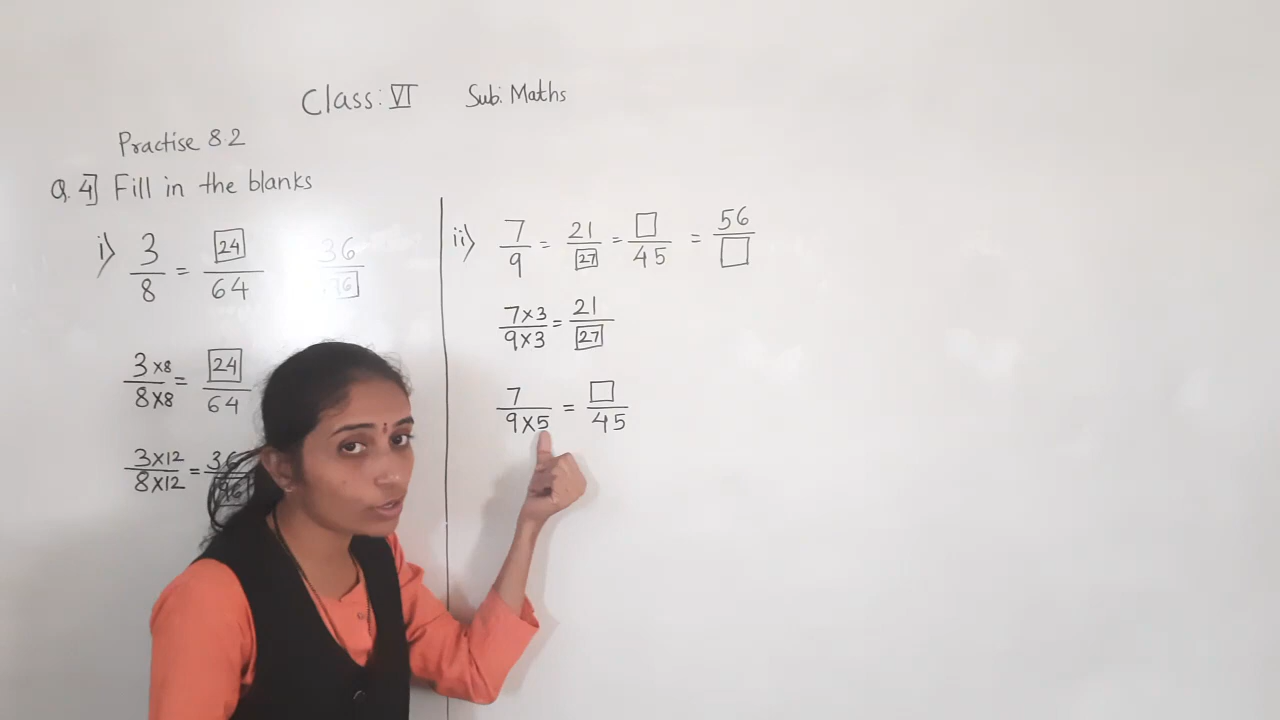 Class: VI Sub: Maths
Practise 8.2
Q.4] Fill in the blanks
i) 3/8 = [24]/64 36/[96]
3×8/8×8 = [24]/64
3×12/8×12 = 36/[96]
ii) 7/9 = 21/[27] = □/45 = 56/□
7×3/9×3 = 21/[27]
7/9×5 = □/45